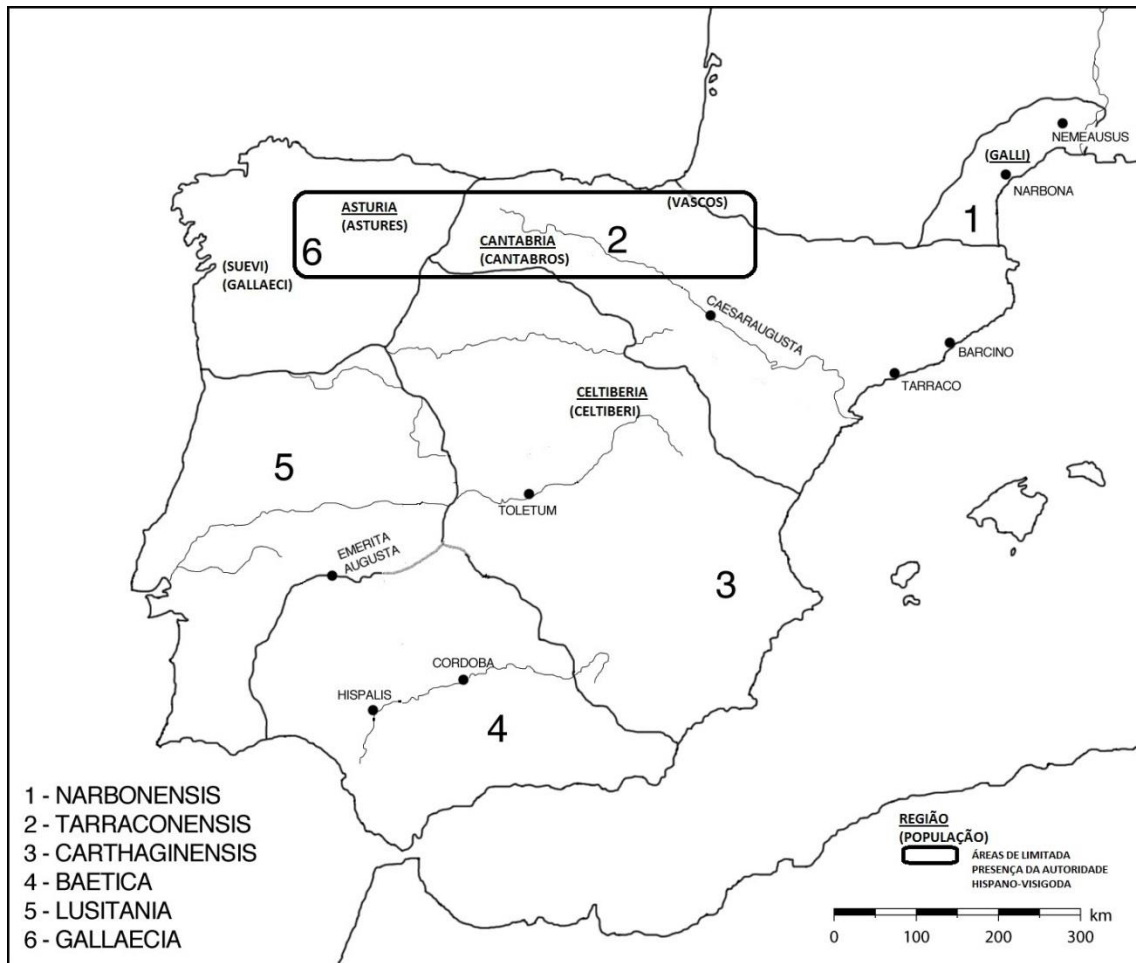 NEMEAUSUS
(GALLI)
NARBONA
1
ASTURIA
(ASTURES)
(VASCOS)
6
CANTABRIA
(CANTABROS)
2
(SUEVI)
(GALLAECI)
CAESARAUGUSTA
BARCINO
TARRACO
CELTIBERIA
(CELTIBERI)
5
TOLETUM
EMERITA
AUGUSTA
3
CORDOBA
HISPALIS
4
1 - NARBONENSIS
2 - TARRACONENSIS
3 - CARTHAGINENSIS
4 - BAETICA
5 - LUSITANIA
6 - GALLAECIA
REGIÃO
(POPULAÇÃO)
ÁREAS DE LIMITADA
PRESENÇA DA AUTORIDADE
HISPANO-VISIGODA
km
0 100 200 300